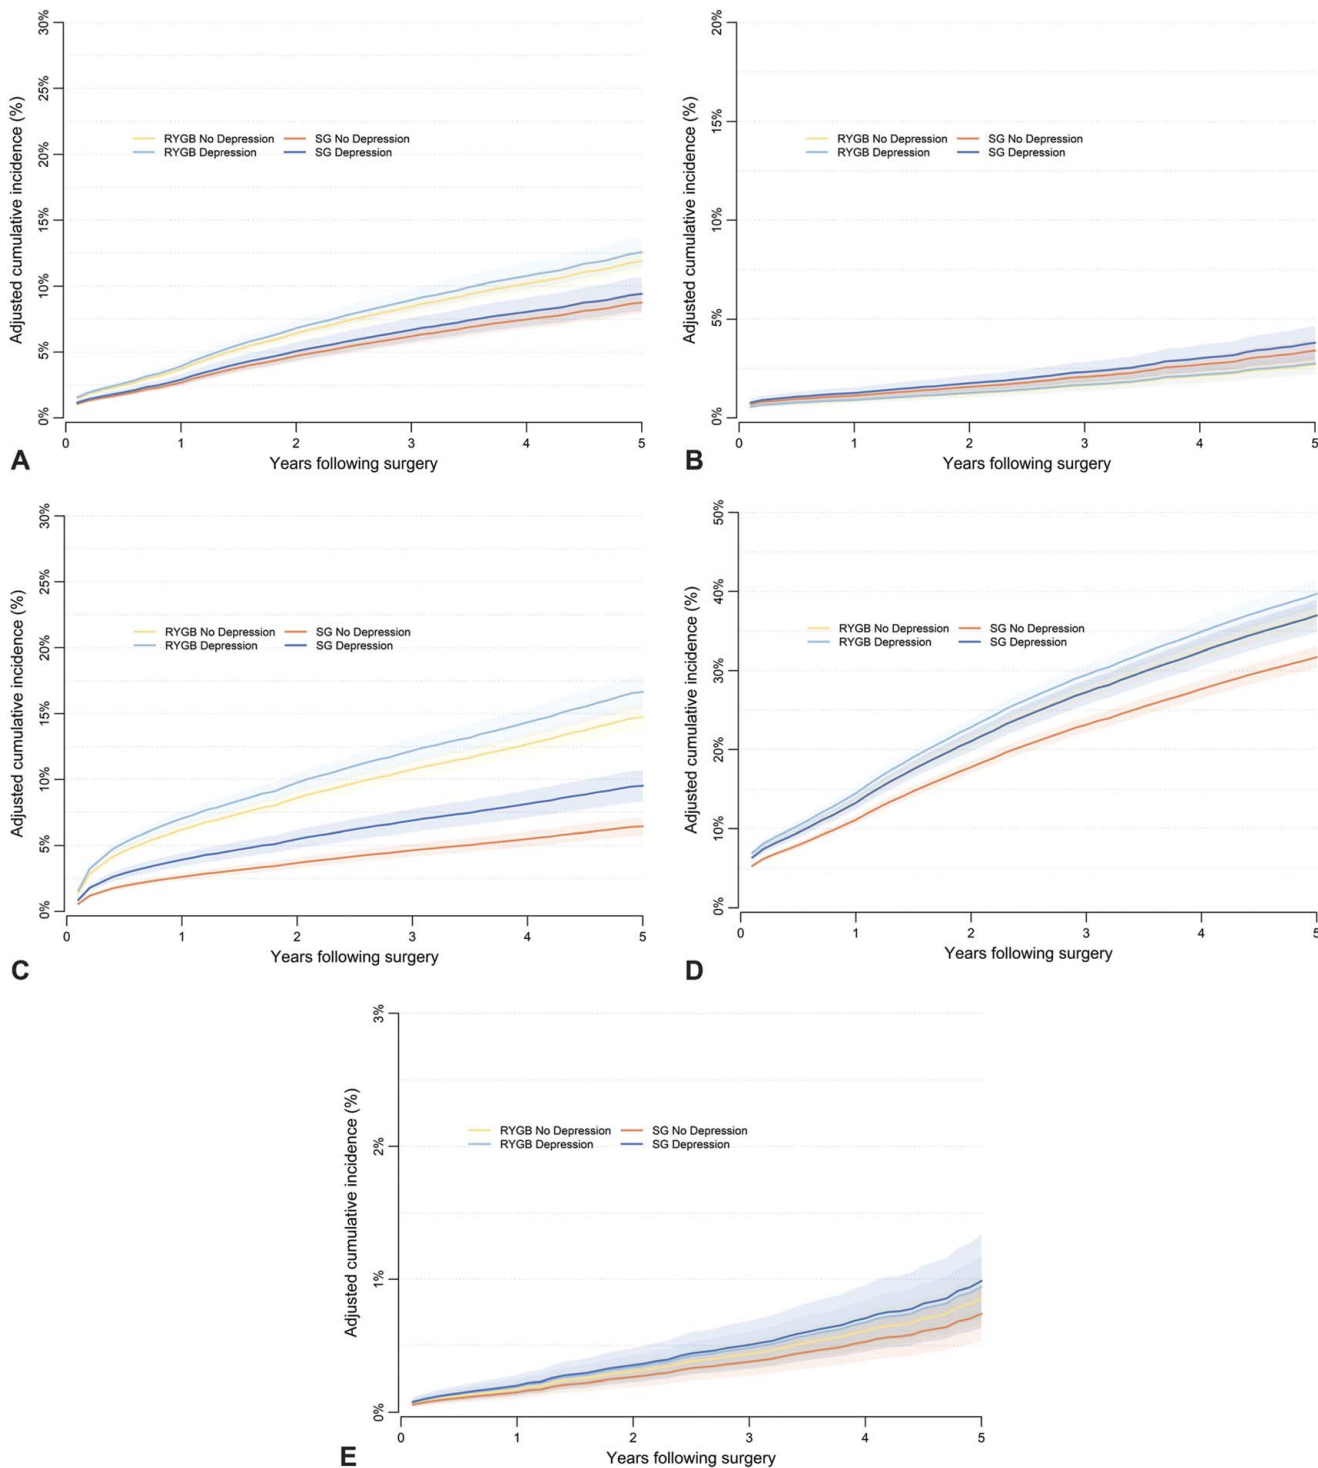 30%
25%
20%
15%
10%
5%
0%
Adjusted cumulative incidence (%)
RYGB No Depression SG No Depression
RYGB Depression SG Depression
0 1 2 3 4 5
Years following surgery
A
20%
15%
10%
5%
0%
Adjusted cumulative incidence (%)
RYGB No Depression SG No Depression
RYGB Depression SG Depression
0 1 2 3 4 5
Years following surgery
B
30%
25%
20%
15%
10%
5%
0%
Adjusted cumulative incidence (%)
RYGB No Depression SG No Depression
RYGB Depression SG Depression
0 1 2 3 4 5
Years following surgery
C
50%
40%
30%
20%
10%
0%
Adjusted cumulative incidence (%)
RYGB No Depression SG No Depression
RYGB Depression SG Depression
0 1 2 3 4 5
Years following surgery
D
3%
2%
1%
0%
Adjusted cumulative incidence (%)
RYGB No Depression SG No Depression
RYGB Depression SG Depression
0 1 2 3 4 5
Years following surgery
E